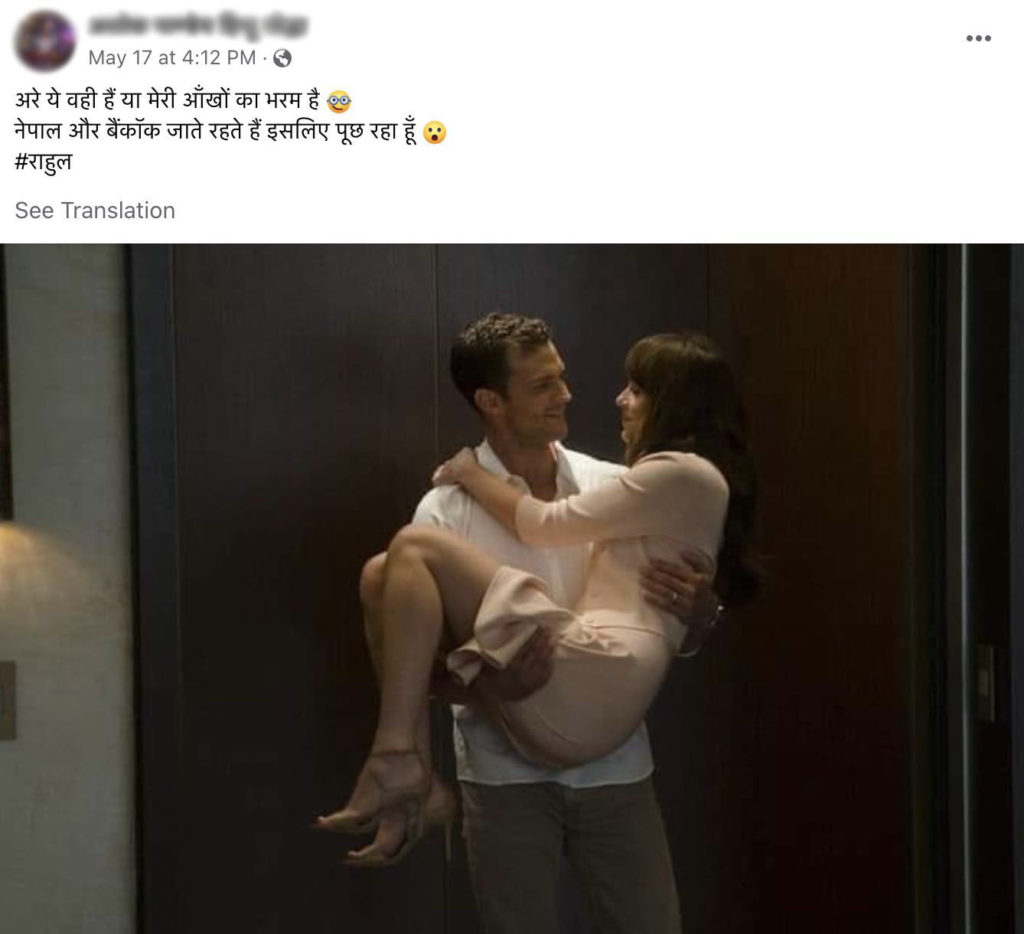 May 17 at 4:12 PM ·
अरे ये वही हैं या मेरी आँखों का भरम है 🥸
नेपाल और बैंकॉक जाते रहते हैं इसलिए पूछ रहा हूँ 😮
#राहुल
See Translation